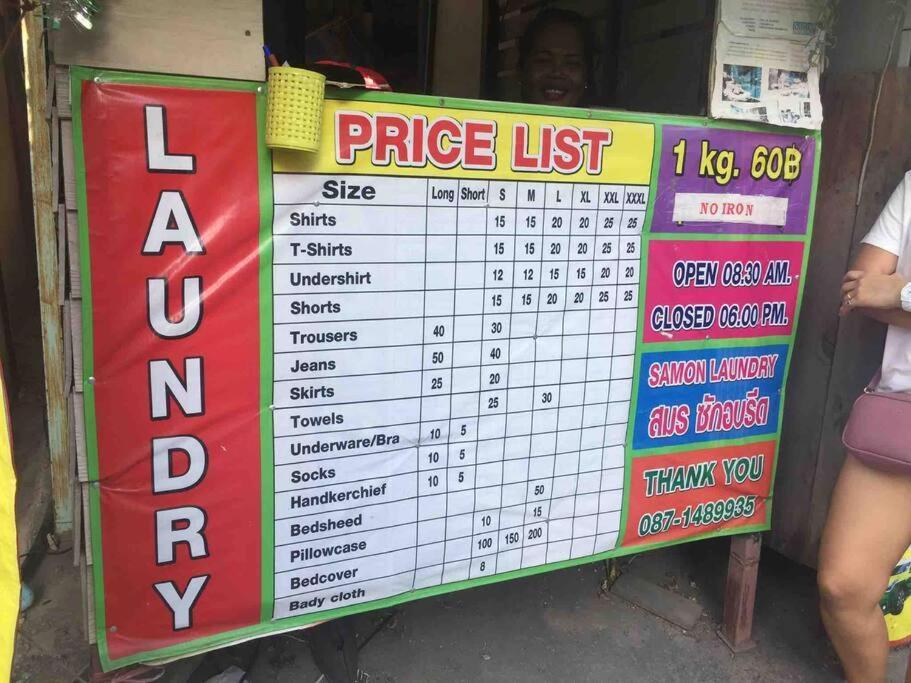 LAUNDRY
PRICE LIST
Size Long Short S M L XL XXL XXXL
Shirts 15 15 20 20 25 25
T-Shirts 15 15 20 20 25 25
Undershirt 12 12 15 15 20 20
Shorts 15 15 20 20 25 25
Trousers 40 30
Jeans 50 40
Skirts 25 20
Towels 25 30
Underware/Bra 10 5
Socks 10 5
Handkerchief 10 5
Bedsheed 50
Pillowcase 10 15
Bedcover 100 150 200
Bady cloth 8
1 kg. 60฿
NO IRON
OPEN 08.30 AM.
CLOSED 06.00 PM.
SAMON LAUNDRY
สมร ซักอบรีด
THANK YOU
087-1489935